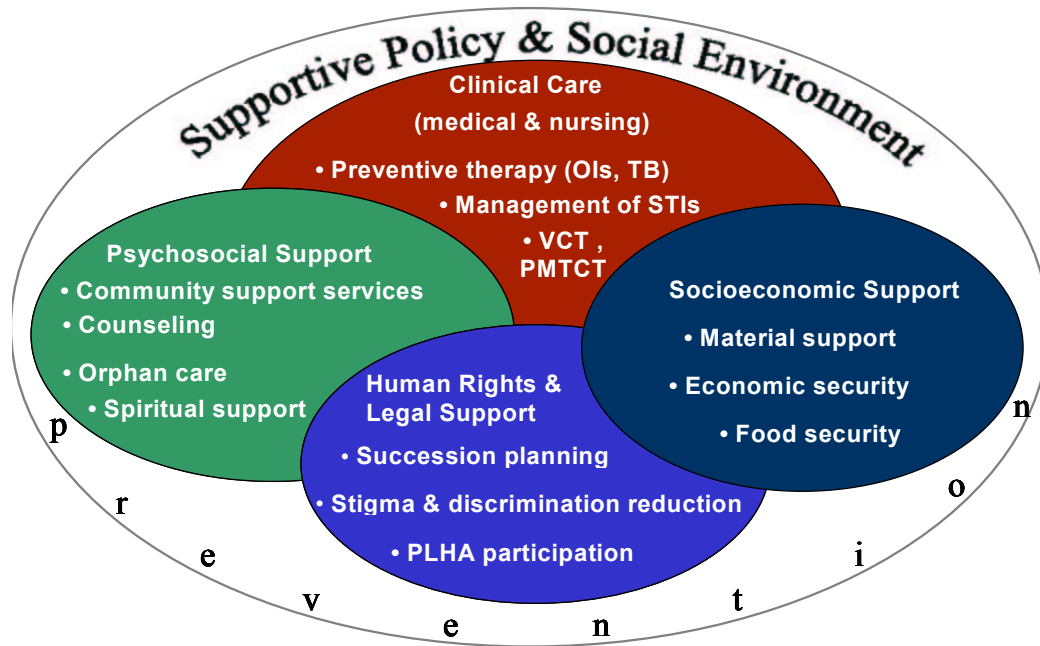 Supportive Policy & Social Environment
Clinical Care
(medical & nursing)
• Preventive therapy (OIs, TB)
• Management of STIs
• VCT ,
PMTCT
Psychosocial Support
• Community support services
• Counseling
• Orphan care
• Spiritual support
Socioeconomic Support
• Material support
• Economic security
• Food security
Human Rights &
Legal Support
• Succession planning
• Stigma & discrimination reduction
• PLHA participation
prevention